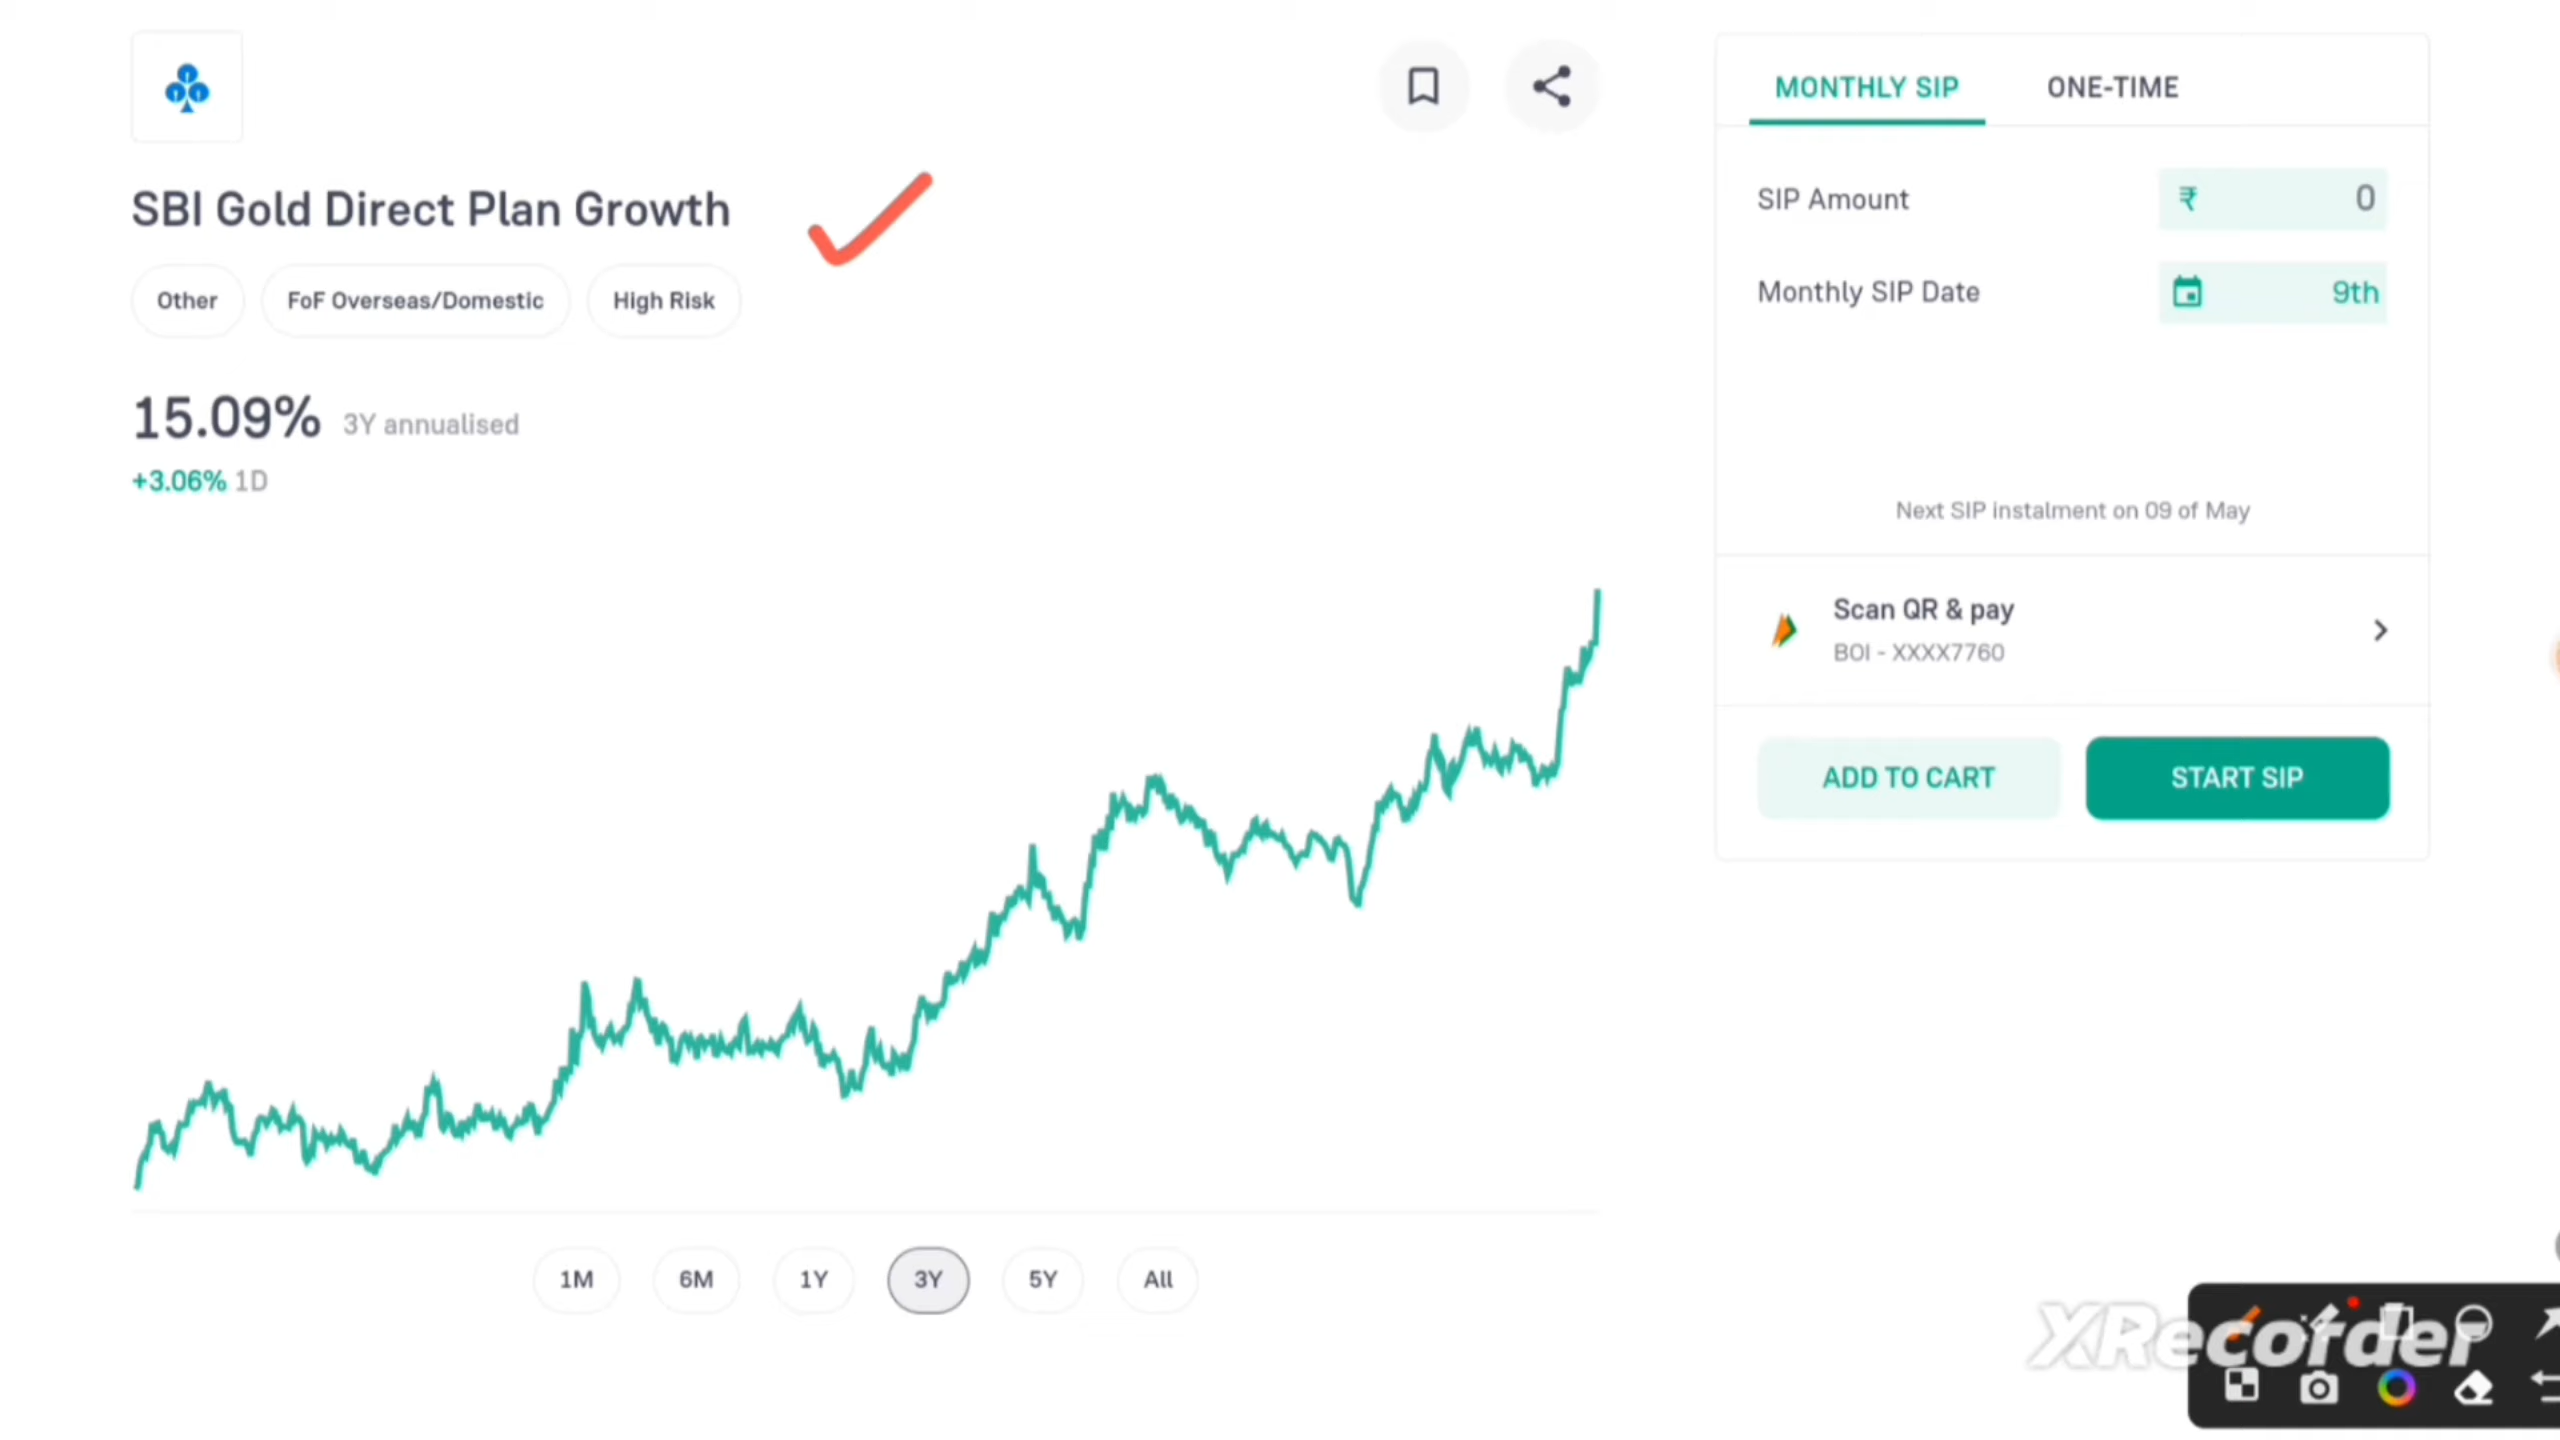 MONTHLY SIP ONE-TIME
SBI Gold Direct Plan Growth
SIP Amount ₹ 0
Other FoF Overseas/Domestic High Risk
Monthly SIP Date 9th
15.09% 3Y annualised
+3.06% 1D
Next SIP instalment on 09 of May
Scan QR & pay
BOI - XXXX7760
ADD TO CART START SIP
1M 6M 1Y 3Y 5Y All
XRecorder